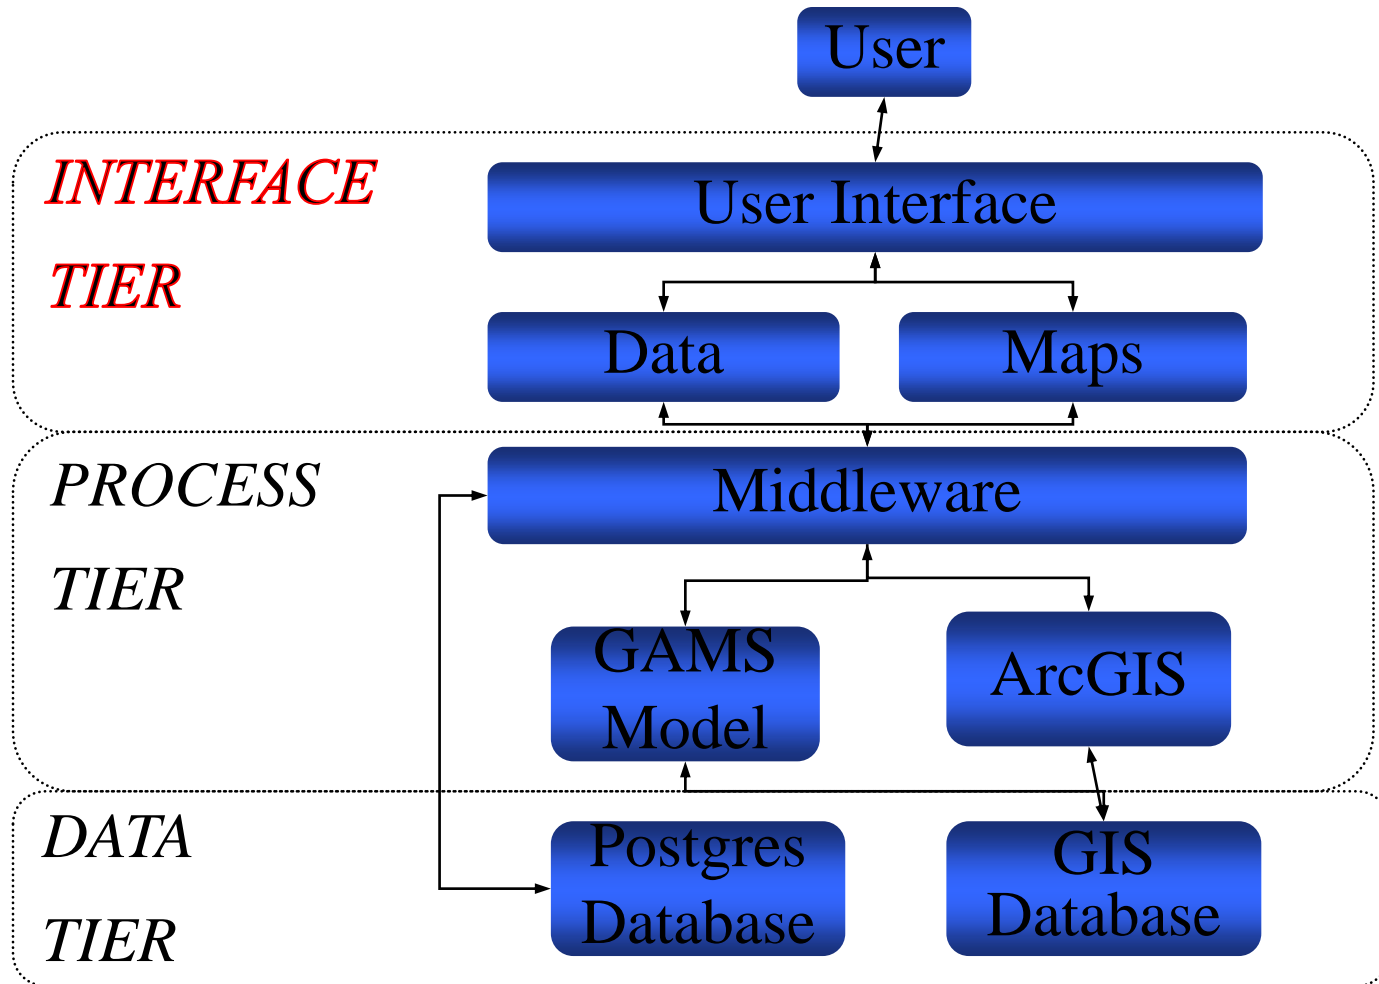 User
INTERFACE
TIER
User Interface
Data
Maps
PROCESS
TIER
Middleware
GAMS
Model
ArcGIS
DATA
TIER
Postgres
Database
GIS
Database